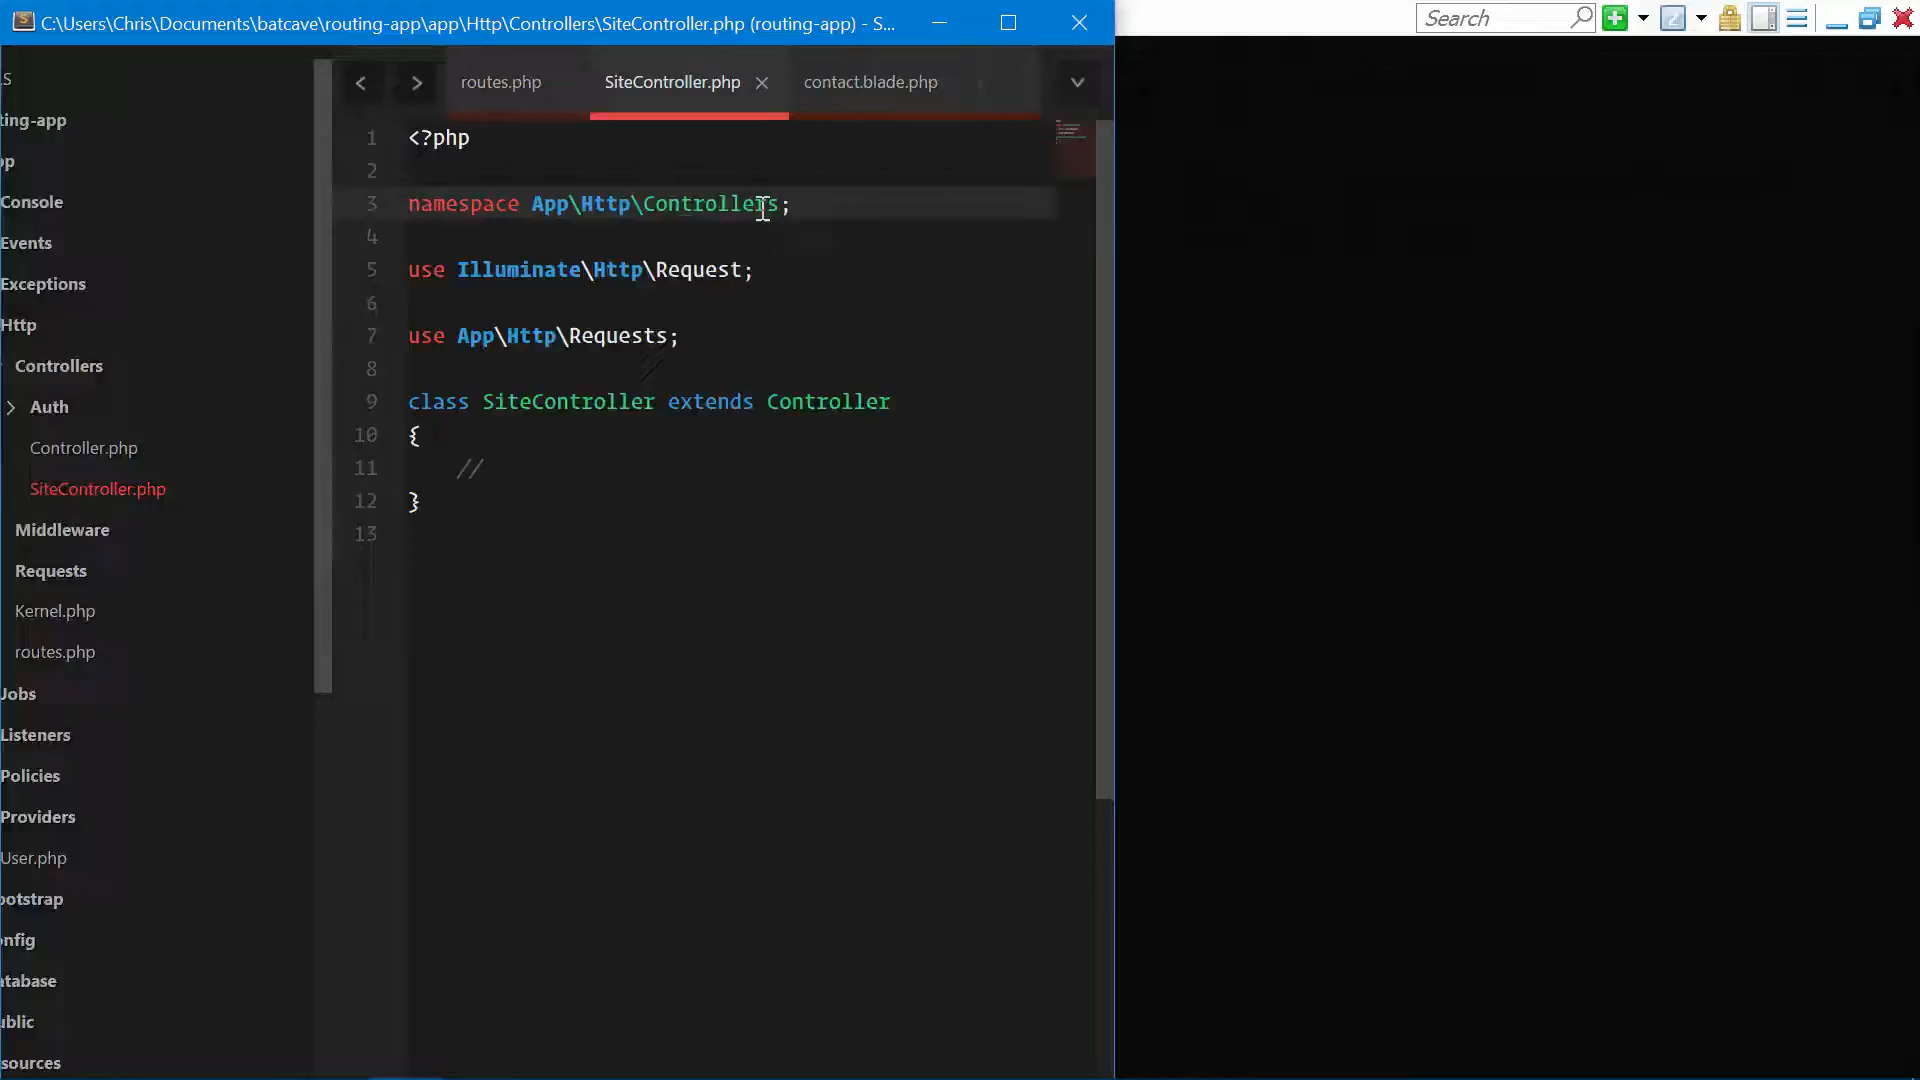 C:\Users\Chris\Documents\batcave\routing-app\app\Http\Controllers\SiteController.php (routing-app) - S...
Search
routes.php
SiteController.php
contact.blade.php
1 <?php
2
3 namespace App\Http\Controllers;
4
5 use Illuminate\Http\Request;
6
7 use App\Http\Requests;
8
9 class SiteController extends Controller
10 {
11 //
12 }
13
S
ting-app
pp
Console
Events
Exceptions
Http
Controllers
Auth
Controller.php
SiteController.php
Middleware
Requests
Kernel.php
routes.php
Jobs
Listeners
Policies
Providers
User.php
ootstrap
onfig
atabase
ublic
sources